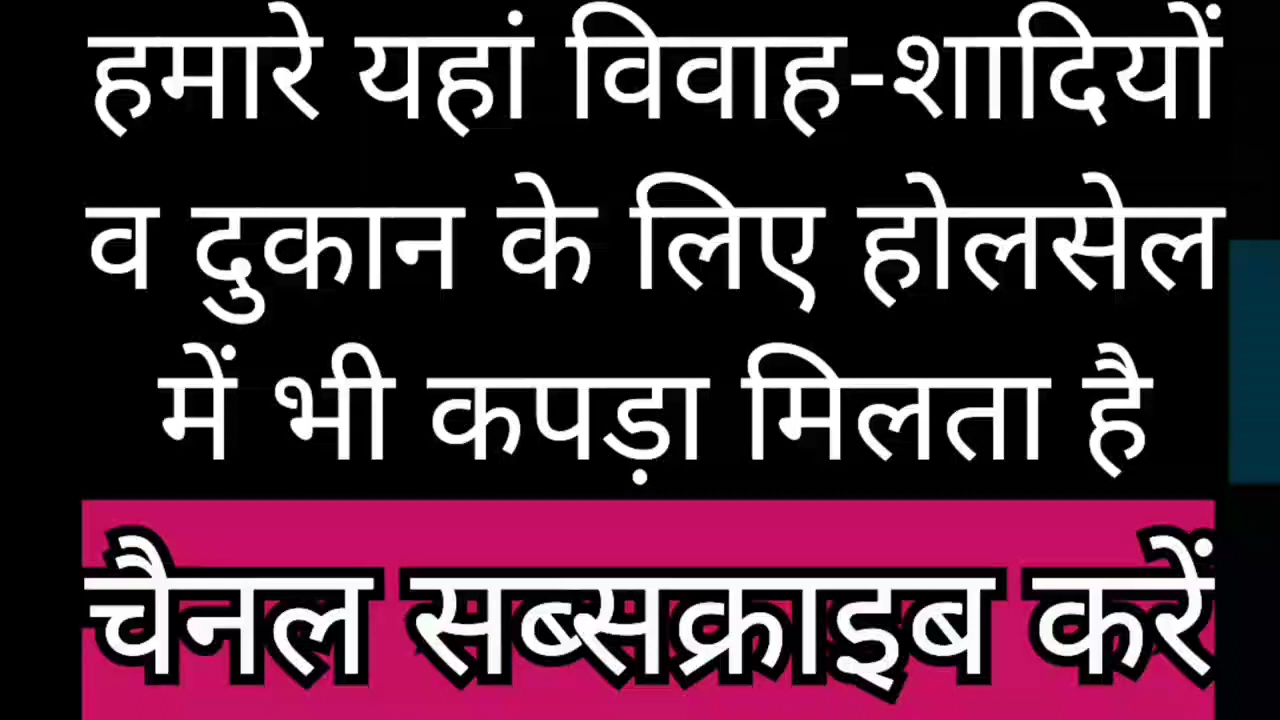 हमारे यहां विवाह-शादियों
व दुकान के लिए होलसेल
में भी कपड़ा मिलता है
चैनल सब्सक्राइब करें